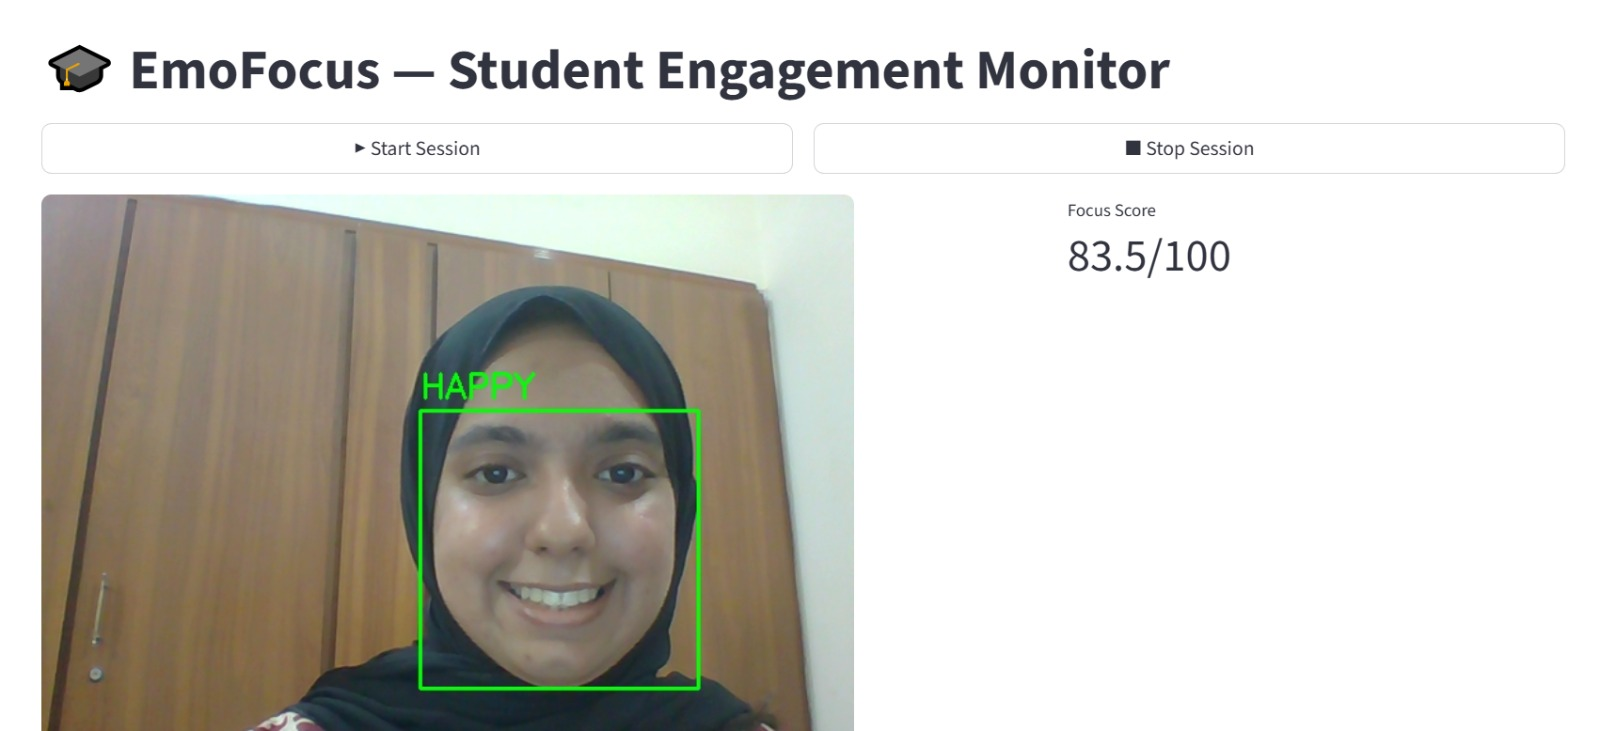 🎓 EmoFocus — Student Engagement Monitor
▶ Start Session
■ Stop Session
Focus Score
83.5/100
HAPPY